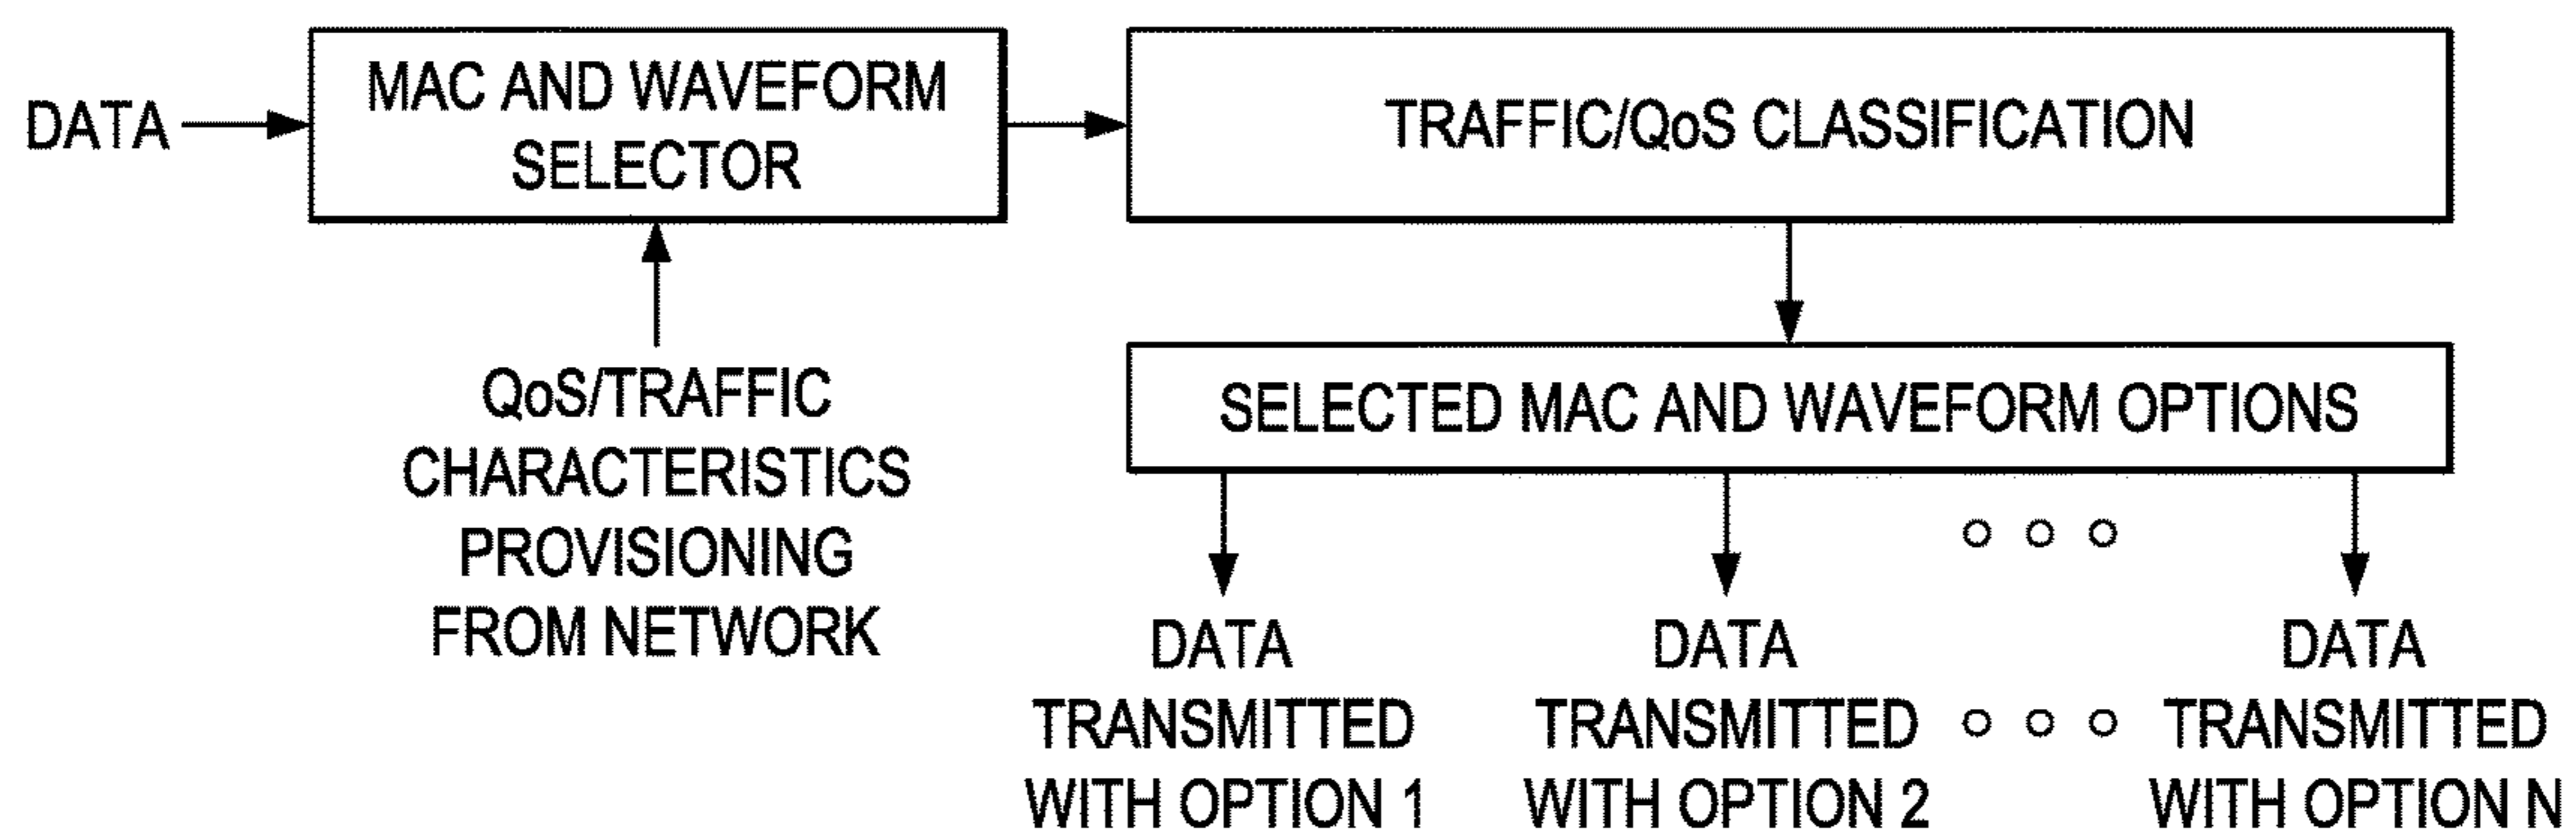 DATA
MAC AND WAVEFORM
SELECTOR
TRAFFIC/QoS CLASSIFICATION
QoS/TRAFFIC
CHARACTERISTICS
PROVISIONING
FROM NETWORK
SELECTED MAC AND WAVEFORM OPTIONS
DATA
TRANSMITTED
WITH OPTION 1
DATA
TRANSMITTED
WITH OPTION 2
DATA
TRANSMITTED
WITH OPTION N